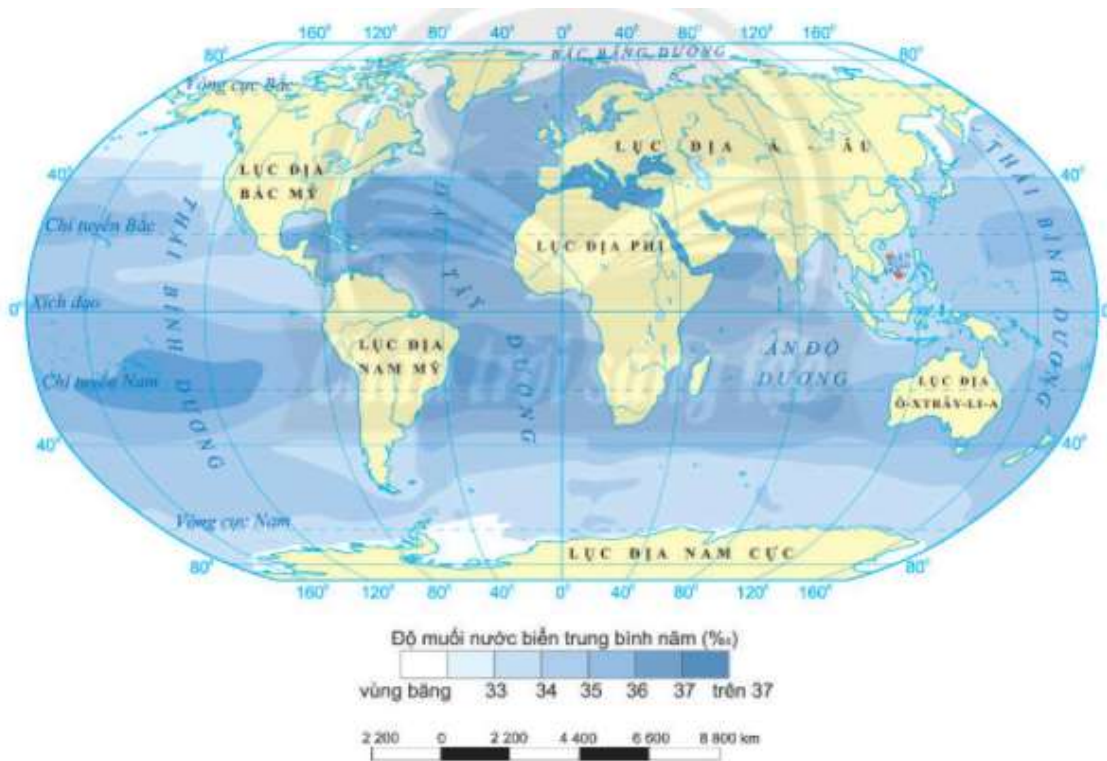 160° 120° 80° 40° 0° 40° 80° 120° 160°
80° BẮC BĂNG DƯƠNG 80°
Vòng cực Bắc
LỤC ĐỊA Á - ÂU
40° LỤC ĐỊA BẮC MỸ 40°
Chí tuyến Bắc
LỤC ĐỊA PHI
THÁI BÌNH DƯƠNG
TÂY DƯƠNG
THÁI BÌNH DƯƠNG
0° Xích đạo 0°
LỤC ĐỊA NAM MỸ
ẤN ĐỘ DƯƠNG
Chí tuyến Nam
LỤC ĐỊA Ô-XTRÂY-LI-A
Chân trời sáng tạo
40° 40°
Vòng cực Nam
LỤC ĐỊA NAM CỰC
80° 80°
160° 120° 80° 40° 0° 40° 80° 120° 160°
Độ muối nước biển trung bình năm (‰)
vùng băng 33 34 35 36 37 trên 37
2 200 0 2 200 4 400 6 600 8 800 km